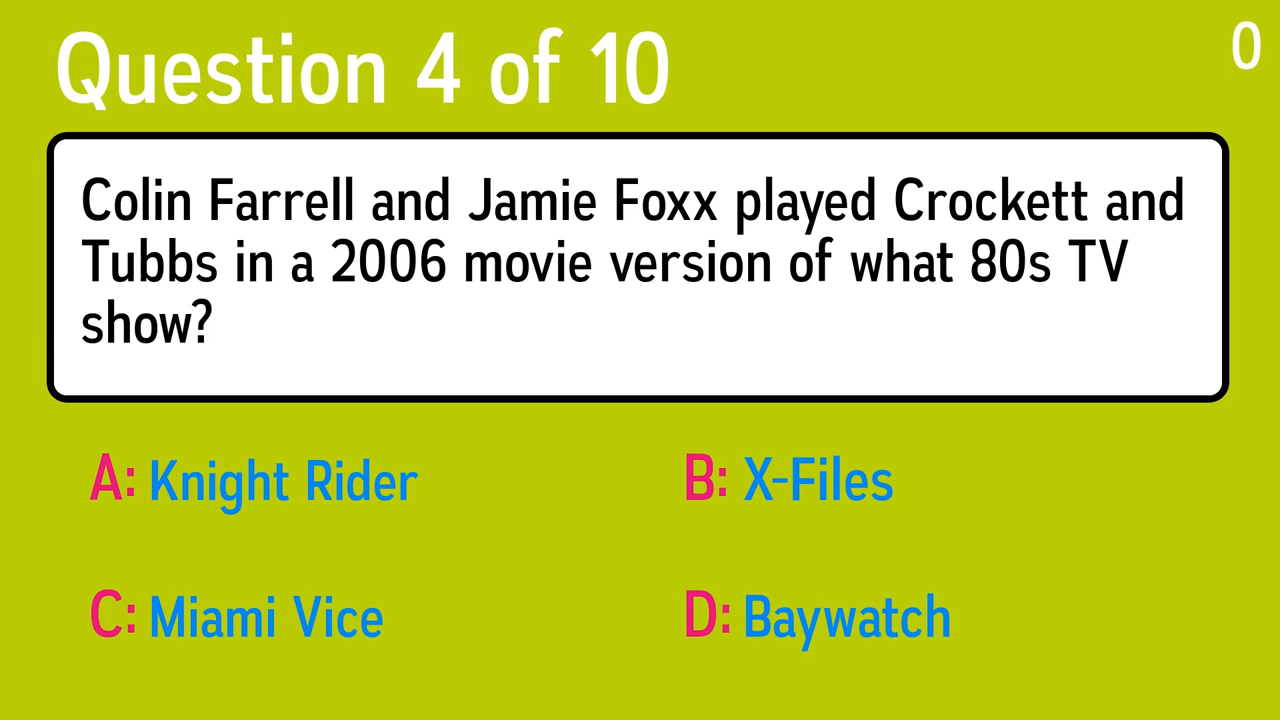 Question 4 of 10
0
Colin Farrell and Jamie Foxx played Crockett and
Tubbs in a 2006 movie version of what 80s TV
show?
A: Knight Rider
B: X-Files
C: Miami Vice
D: Baywatch